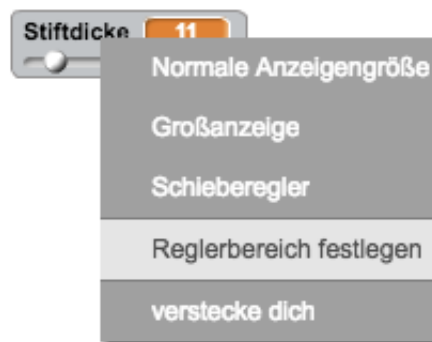 Stiftdicke 11
Normale Anzeigengröße
Großanzeige
Schieberegler
Reglerbereich festlegen
verstecke dich